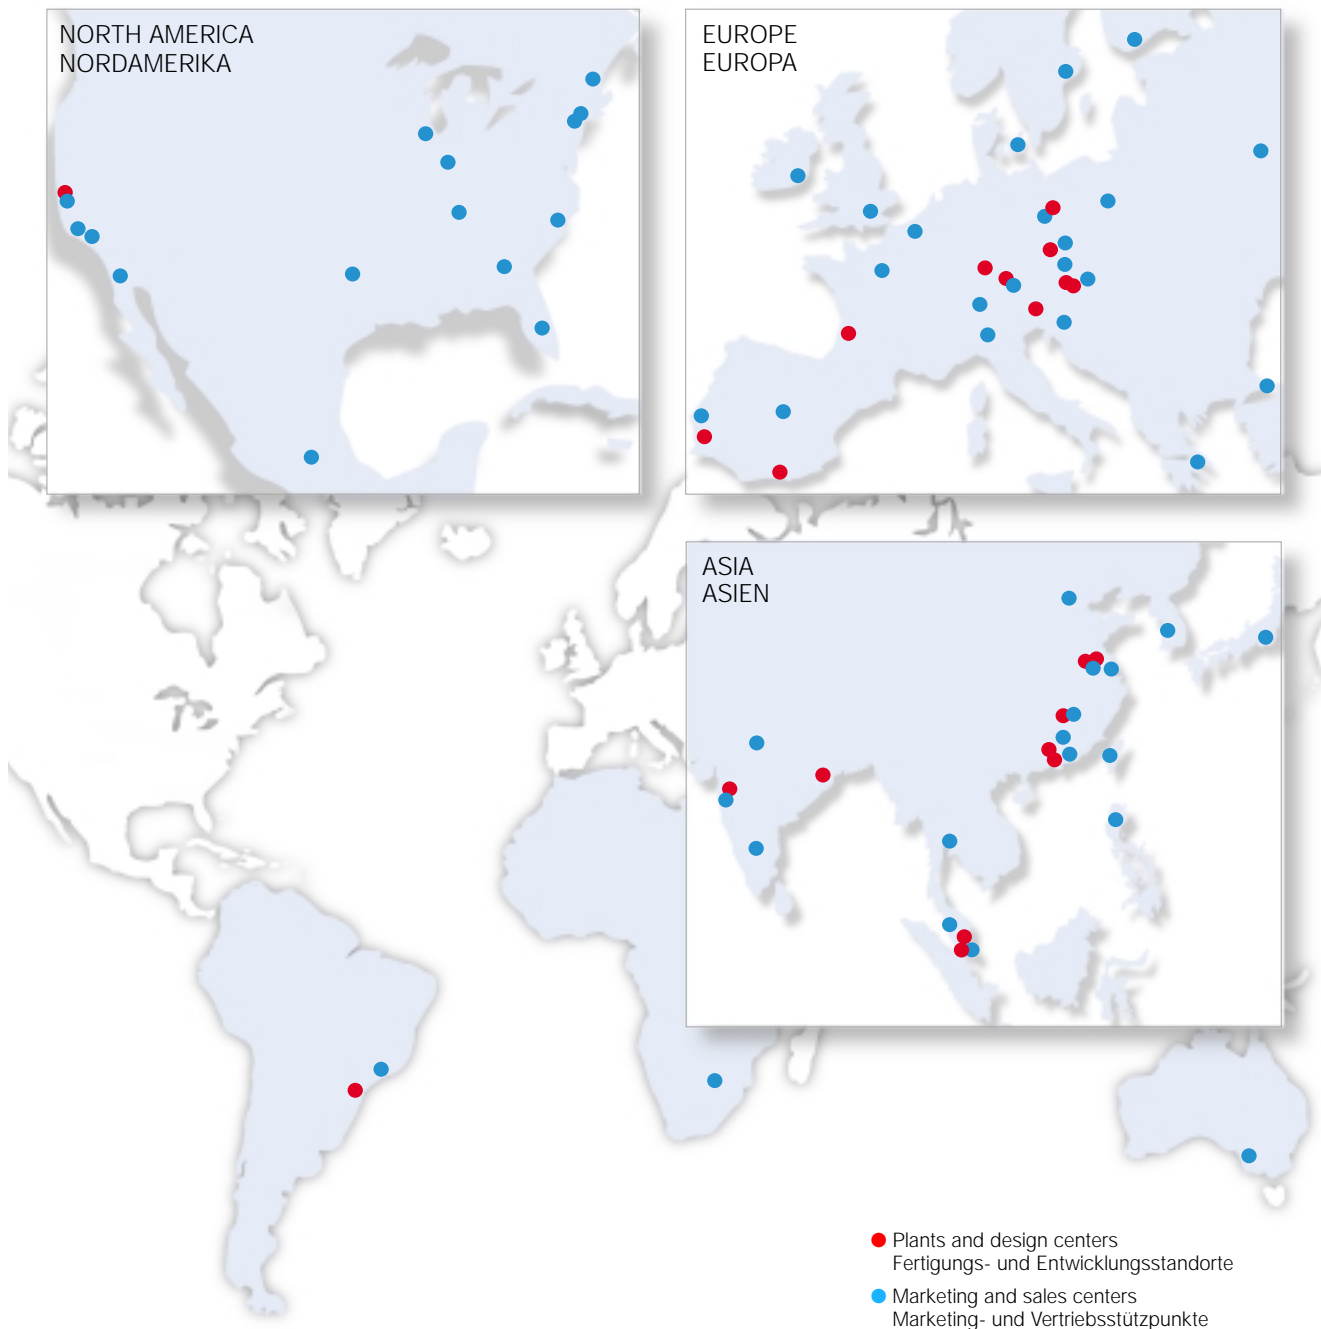 NORTH AMERICA
NORDAMERIKA
EUROPE
EUROPA
ASIA
ASIEN
Plants and design centers
Fertigungs- und Entwicklungsstandorte
Marketing and sales centers
Marketing- und Vertriebsstützpunkte